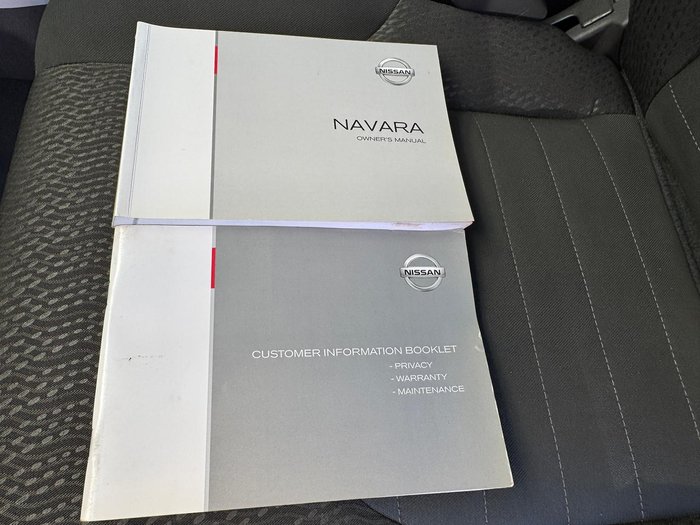 NISSAN
NAVARA
OWNER'S MANUAL
NISSAN
CUSTOMER INFORMATION BOOKLET
- PRIVACY
- WARRANTY
- MAINTENANCE